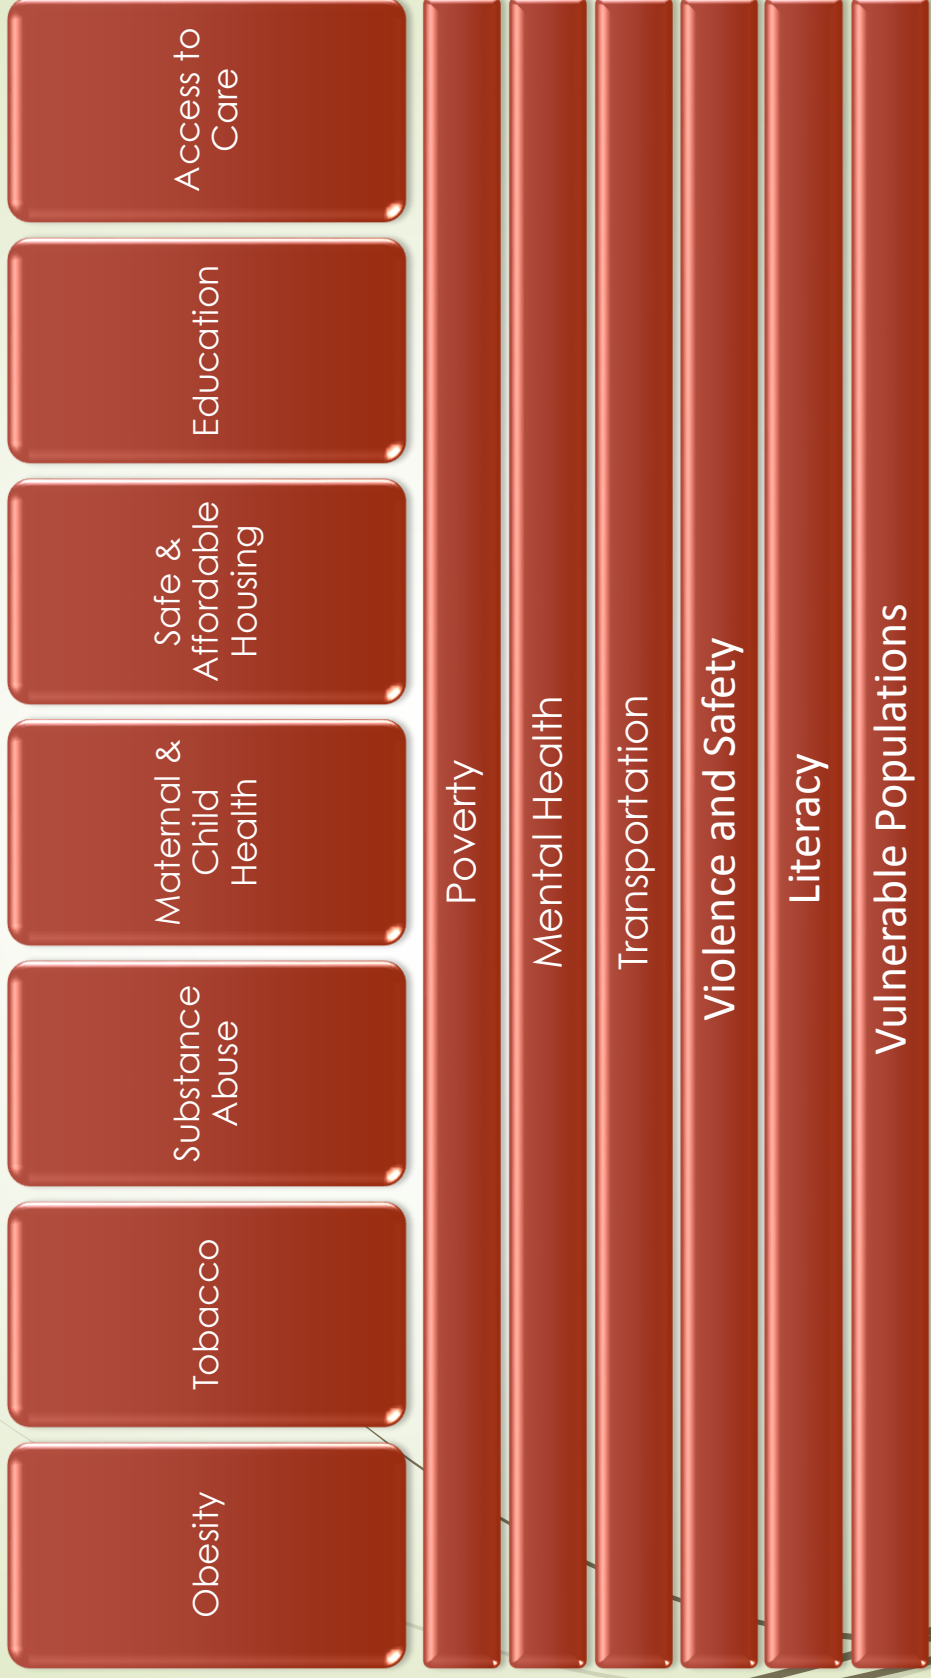 Obesity
Tobacco
Substance
Abuse
Maternal &
Child
Health
Safe &
Affordable
Housing
Education
Access to
Care
Poverty
Mental Health
Transportation
Violence and Safety
Literacy
Vulnerable Populations